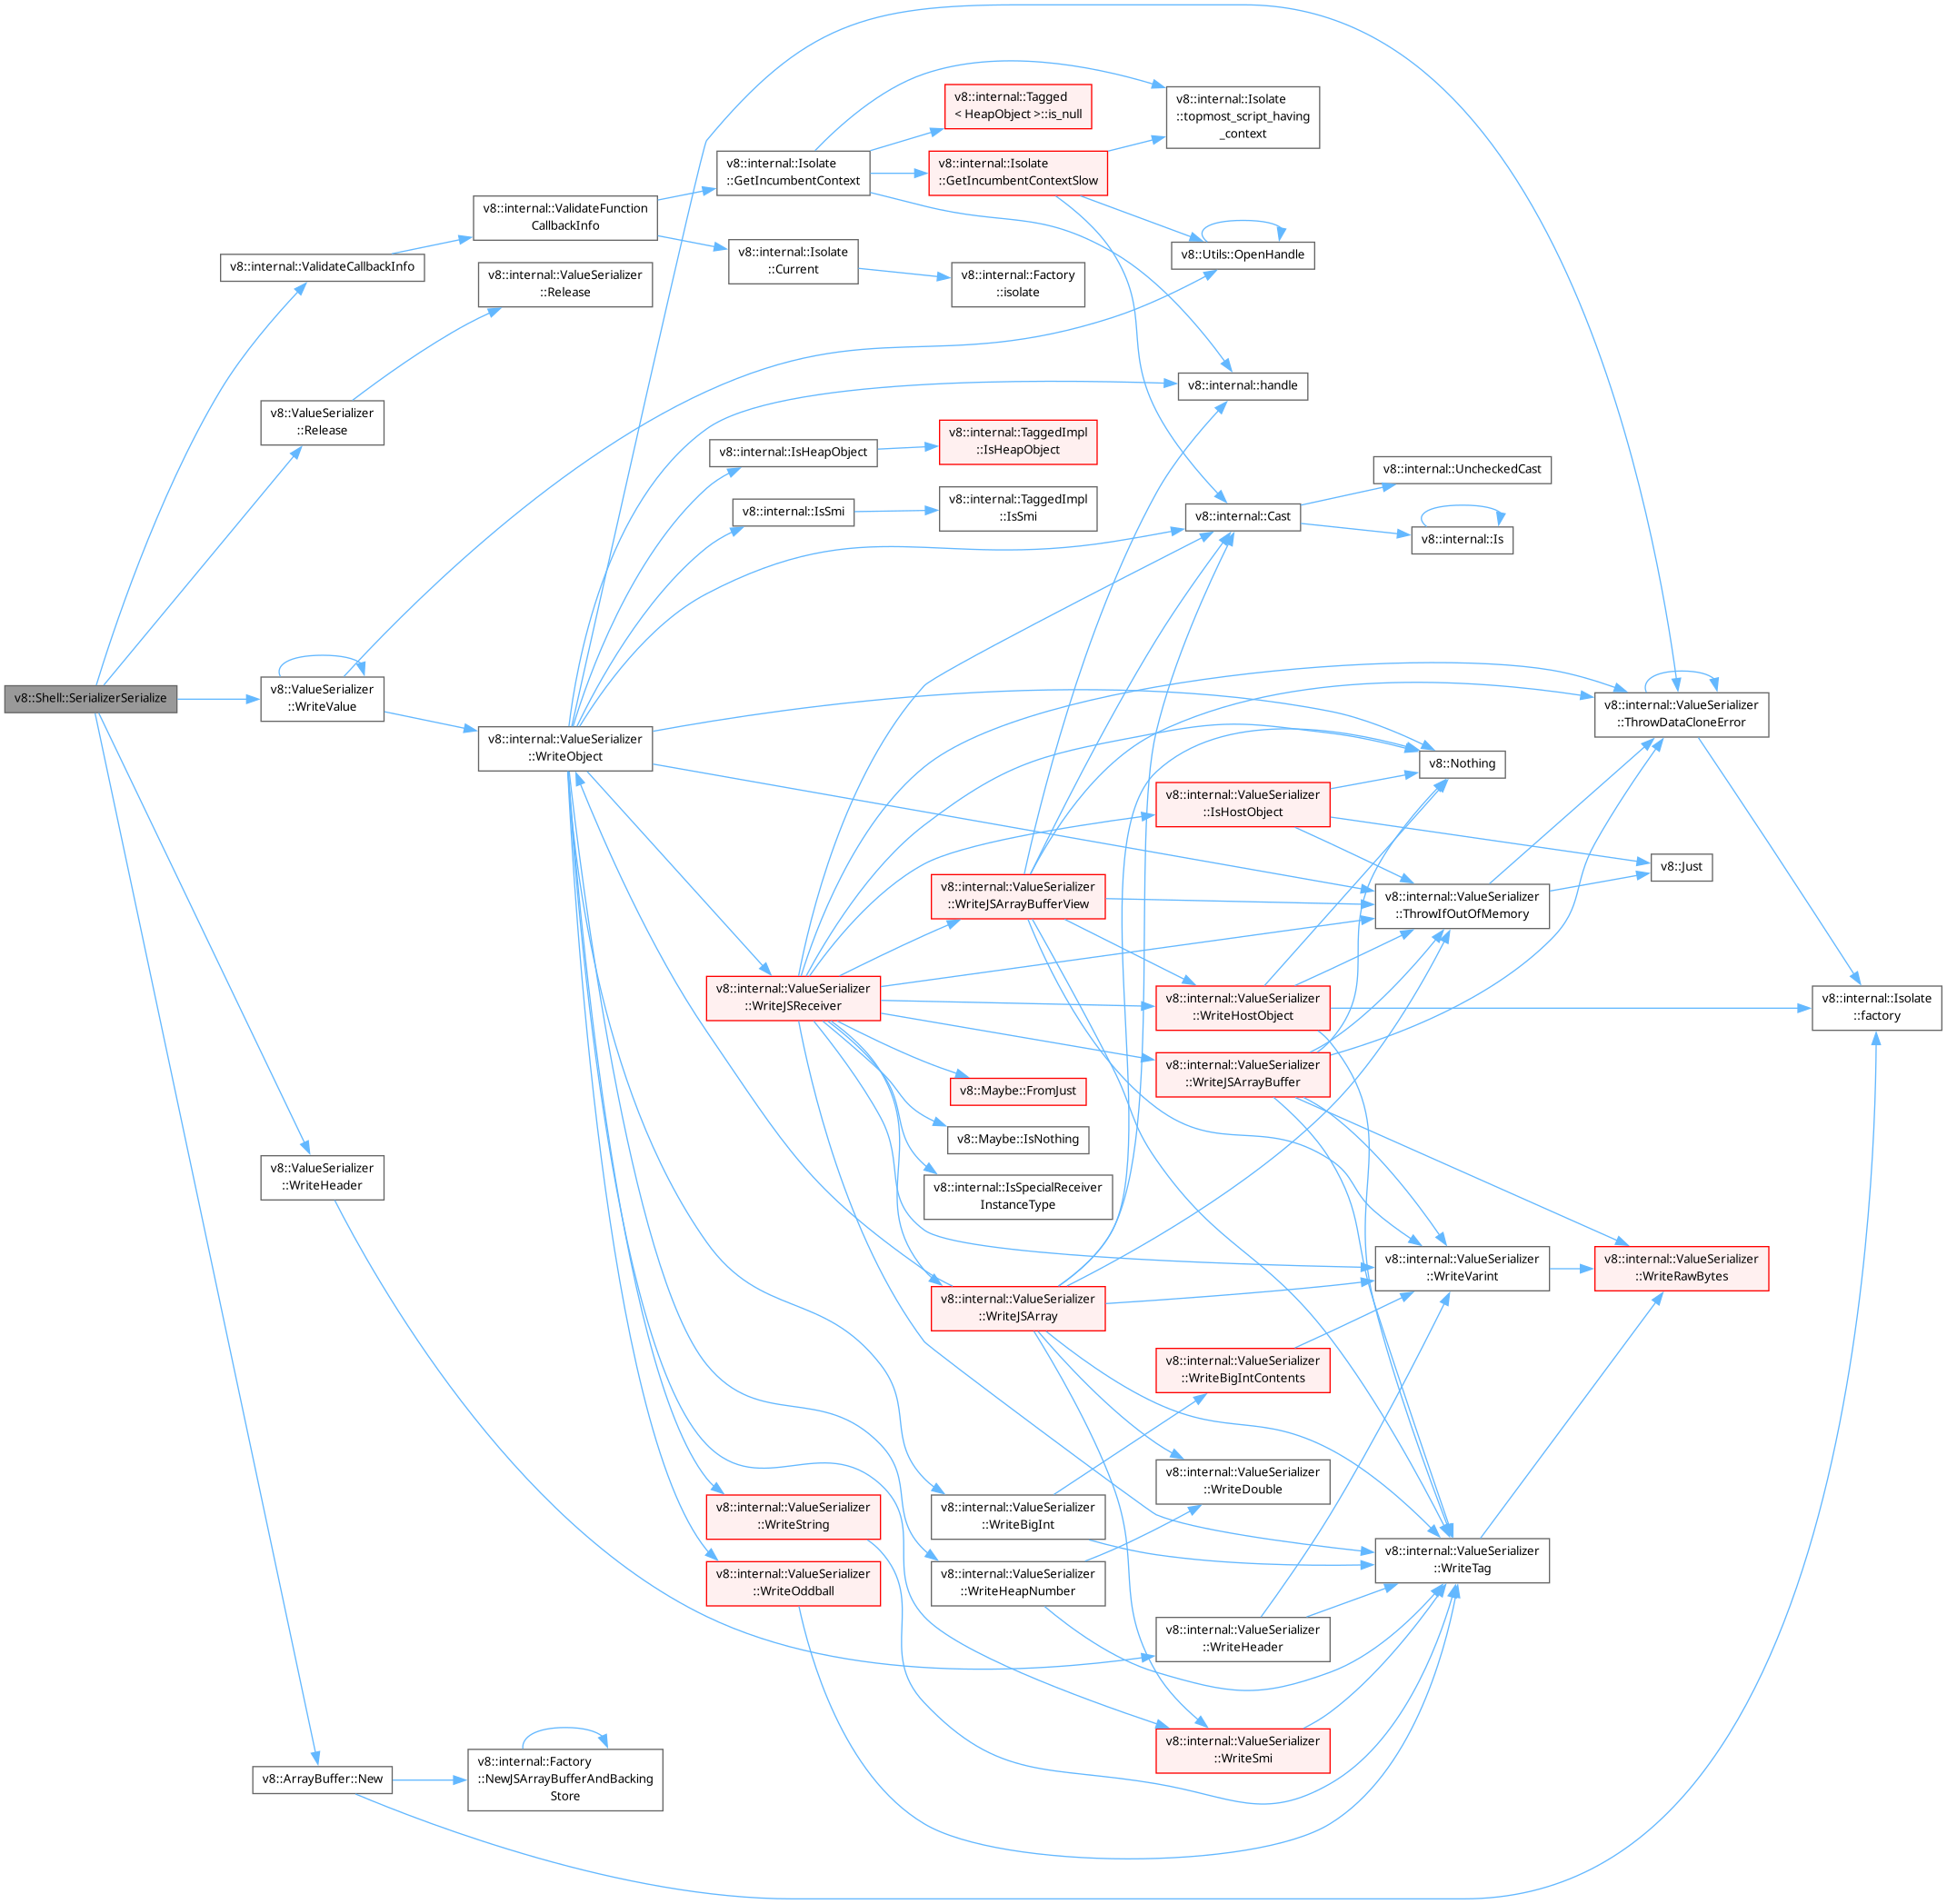 v8::Shell::SerializerSerialize
v8::internal::ValidateCallbackInfo
v8::ValueSerializer
::Release
v8::ValueSerializer
::WriteValue
v8::ValueSerializer
::WriteHeader
v8::ArrayBuffer::New
v8::internal::ValidateFunction
CallbackInfo
v8::internal::ValueSerializer
::Release
v8::internal::ValueSerializer
::WriteObject
v8::internal::Factory
::NewJSArrayBufferAndBacking
Store
v8::internal::Isolate
::GetIncumbentContext
v8::internal::Isolate
::Current
v8::internal::IsHeapObject
v8::internal::IsSmi
v8::internal::ValueSerializer
::WriteJSReceiver
v8::internal::ValueSerializer
::WriteString
v8::internal::ValueSerializer
::WriteOddball
v8::internal::Tagged
< HeapObject >::is_null
v8::internal::Isolate
::GetIncumbentContextSlow
v8::internal::Factory
::isolate
v8::internal::TaggedImpl
::IsHeapObject
v8::internal::TaggedImpl
::IsSmi
v8::internal::ValueSerializer
::WriteJSArrayBufferView
v8::Maybe::FromJust
v8::Maybe::IsNothing
v8::internal::IsSpecialReceiver
InstanceType
v8::internal::ValueSerializer
::WriteJSArray
v8::internal::ValueSerializer
::WriteBigInt
v8::internal::ValueSerializer
::WriteHeapNumber
v8::internal::Isolate
::topmost_script_having
_context
v8::Utils::OpenHandle
v8::internal::handle
v8::internal::Cast
v8::internal::ValueSerializer
::IsHostObject
v8::internal::ValueSerializer
::WriteHostObject
v8::internal::ValueSerializer
::WriteJSArrayBuffer
v8::internal::ValueSerializer
::WriteBigIntContents
v8::internal::ValueSerializer
::WriteDouble
v8::internal::ValueSerializer
::WriteHeader
v8::internal::ValueSerializer
::WriteSmi
v8::internal::UncheckedCast
v8::internal::Is
v8::Nothing
v8::internal::ValueSerializer
::ThrowIfOutOfMemory
v8::internal::ValueSerializer
::WriteVarint
v8::internal::ValueSerializer
::WriteTag
v8::internal::ValueSerializer
::ThrowDataCloneError
v8::Just
v8::internal::ValueSerializer
::WriteRawBytes
v8::internal::Isolate
::factory